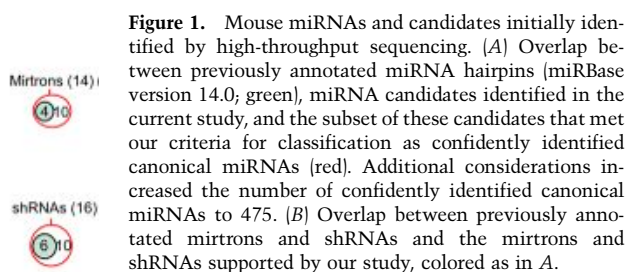 Mirtrons (14)
4 10
shRNAs (16)
6 10
Figure 1. Mouse miRNAs and candidates initially iden-
tified by high-throughput sequencing. (A) Overlap be-
tween previously annotated miRNA hairpins (miRBase
version 14.0; green), miRNA candidates identified in the
current study, and the subset of these candidates that met
our criteria for classification as confidently identified
canonical miRNAs (red). Additional considerations in-
creased the number of confidently identified canonical
miRNAs to 475. (B) Overlap between previously anno-
tated mirtrons and shRNAs and the mirtrons and
shRNAs supported by our study, colored as in A.